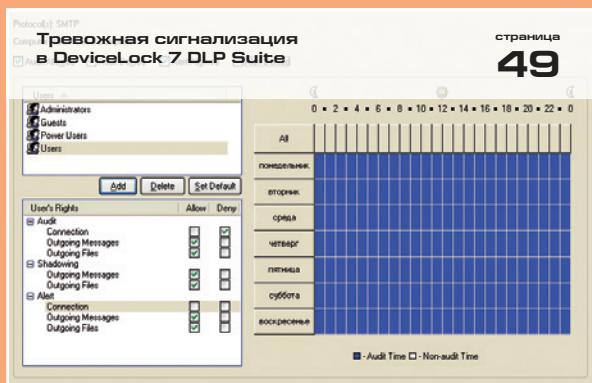 Protocol(s): SMTP
Тревожная сигнализация
в DeviceLock 7 DLP Suite
страница
49
Users
Administrators
Guests
Power Users
Users
Add Delete Set Default
User's Rights Allow Deny
Audit
Connection
Outgoing Messages
Outgoing Files
Shadowing
Outgoing Messages
Outgoing Files
Alert
Connection
Outgoing Messages
Outgoing Files
0 • 2 • 4 • 6 • 8 • 10 • 12 • 14 • 16 • 18 • 20 • 22 • 0
All
понедельник
вторник
среда
четверг
пятница
суббота
воскресенье
- Audit Time - Non-audit Time